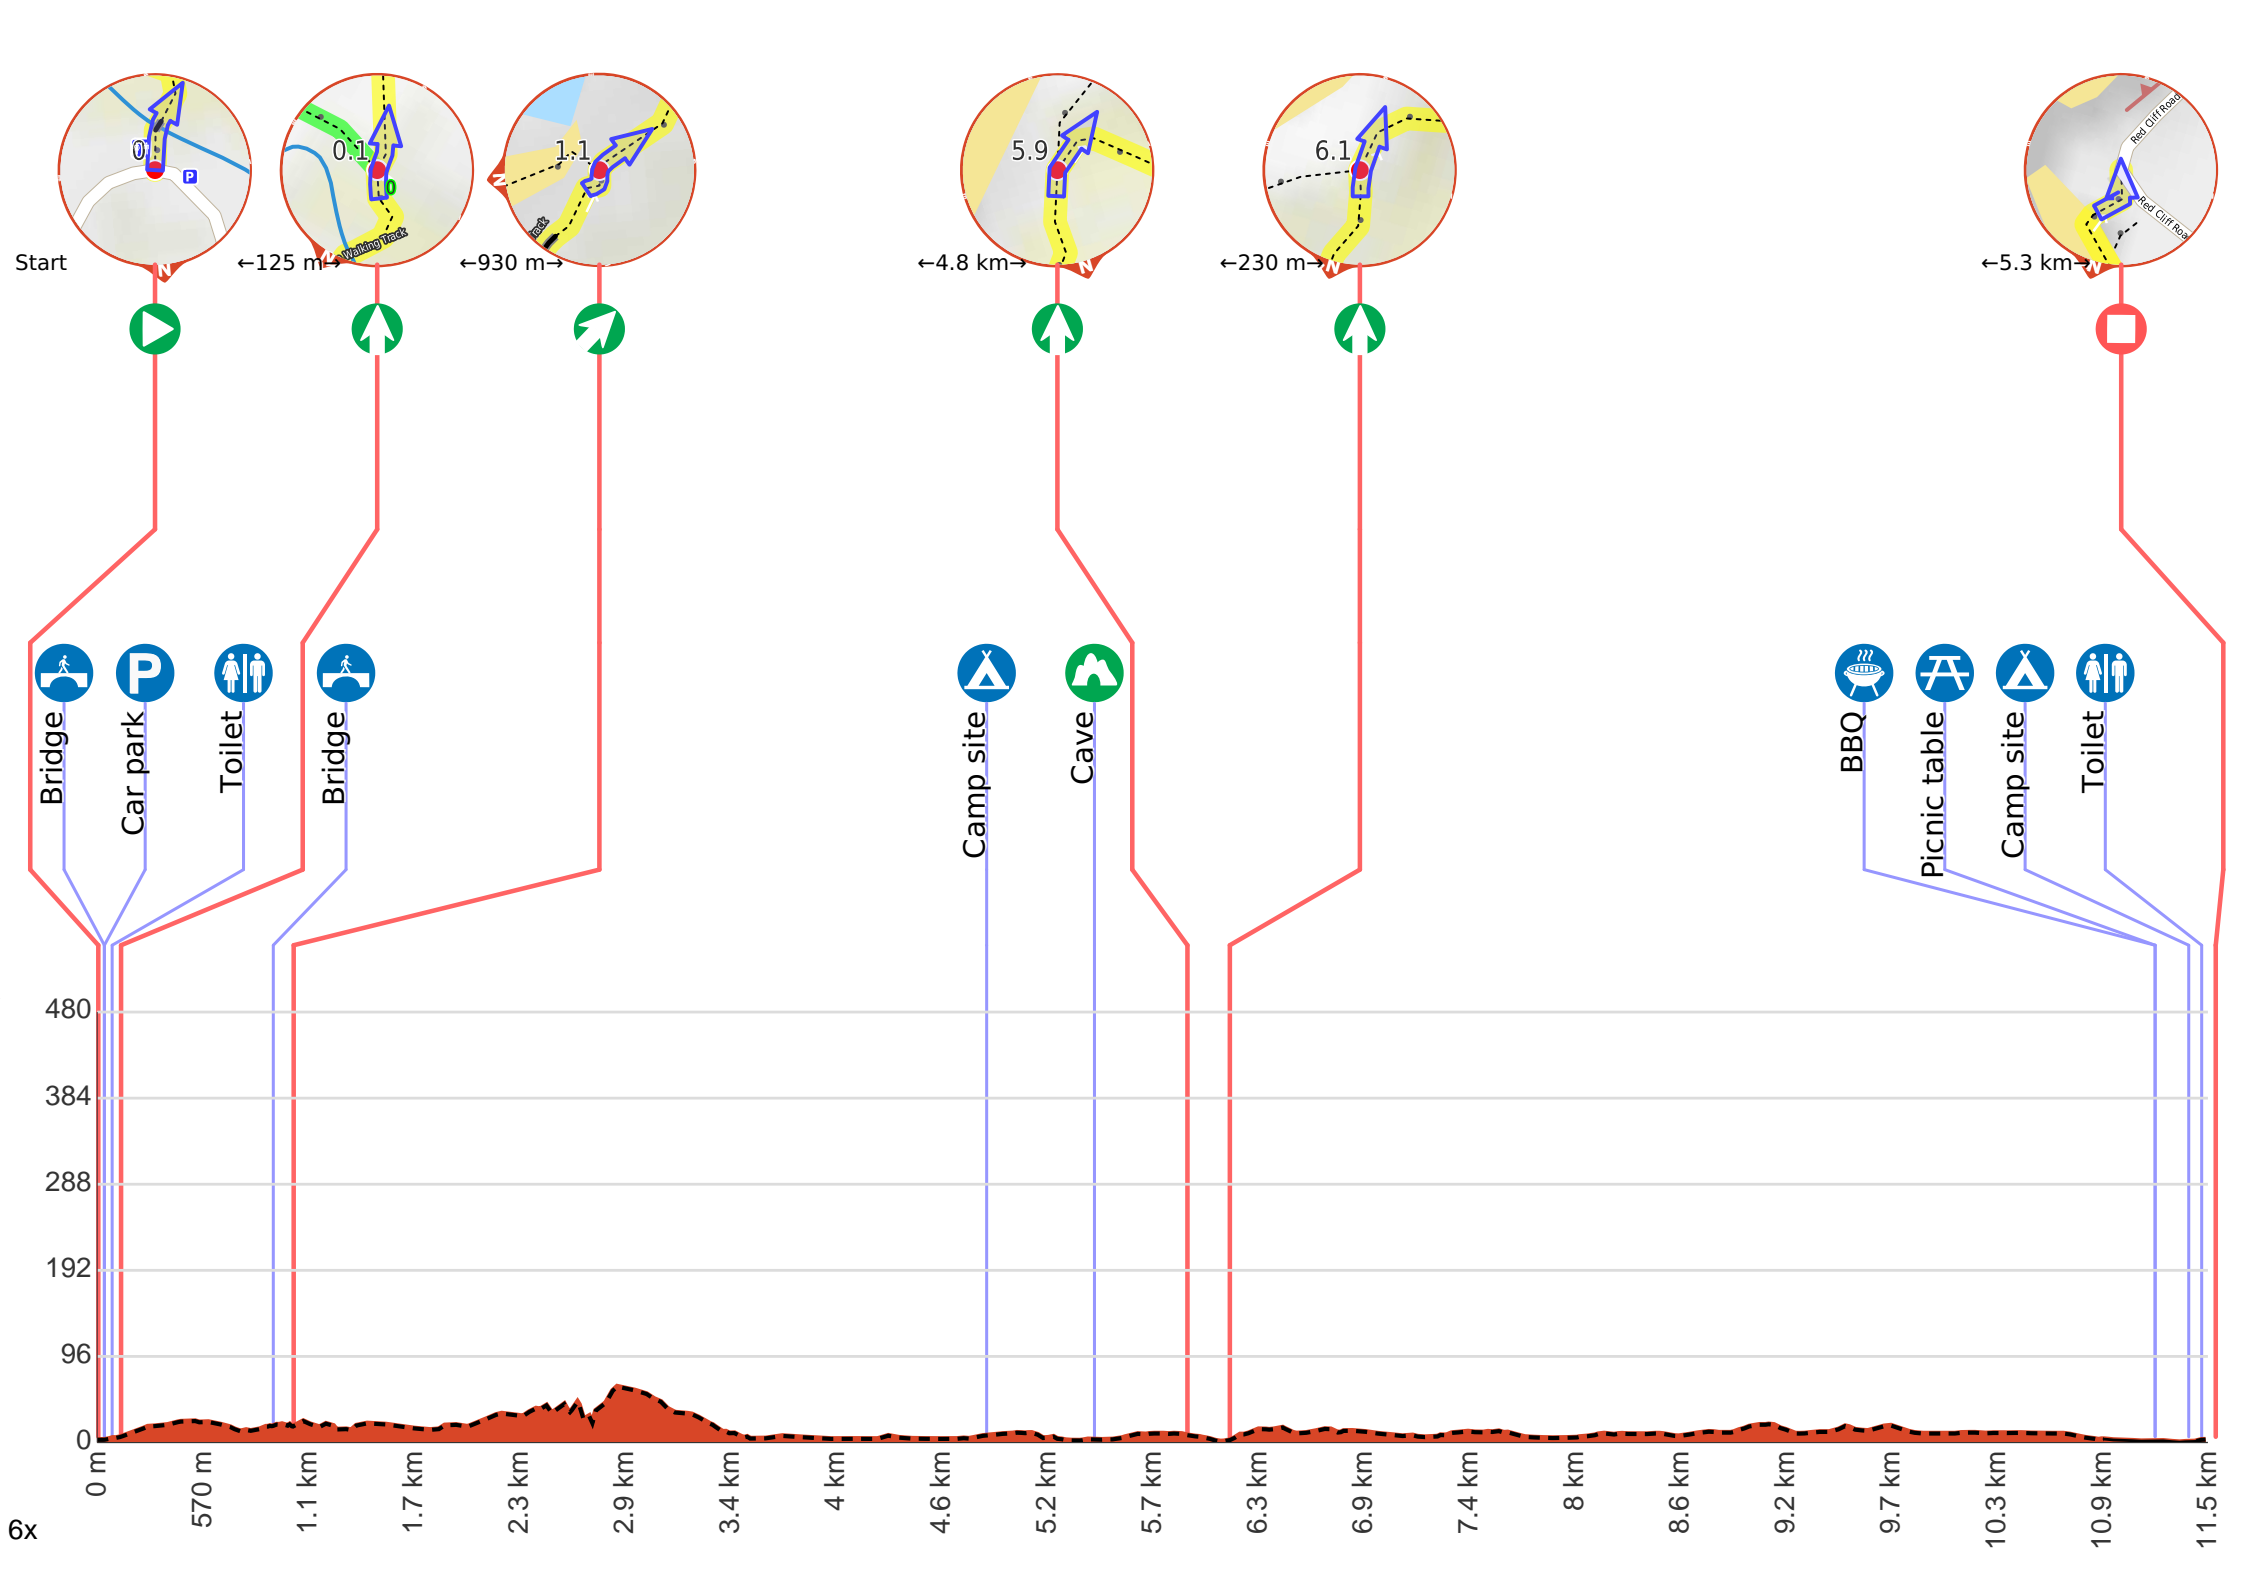 0
P
0.1
0
Walking Track
N
1.1
N
rack
5.9
N
6.1
N
Red Cliff Road
Red Cliff Roa
N
N
Start
←125 m→
←930 m→
←4.8 km→
←230 m→
←5.3 km→
P
Bridge
Car park
Toilet
Bridge
Camp site
Cave
BBQ
Picnic table
Camp site
Toilet
480
384
288
192
96
0
0 m
570 m
1.1 km
1.7 km
2.3 km
2.9 km
3.4 km
4 km
4.6 km
5.2 km
5.7 km
6.3 km
6.9 km
7.4 km
8 km
8.6 km
9.2 km
9.7 km
10.3 km
10.9 km
11.5 km
6x